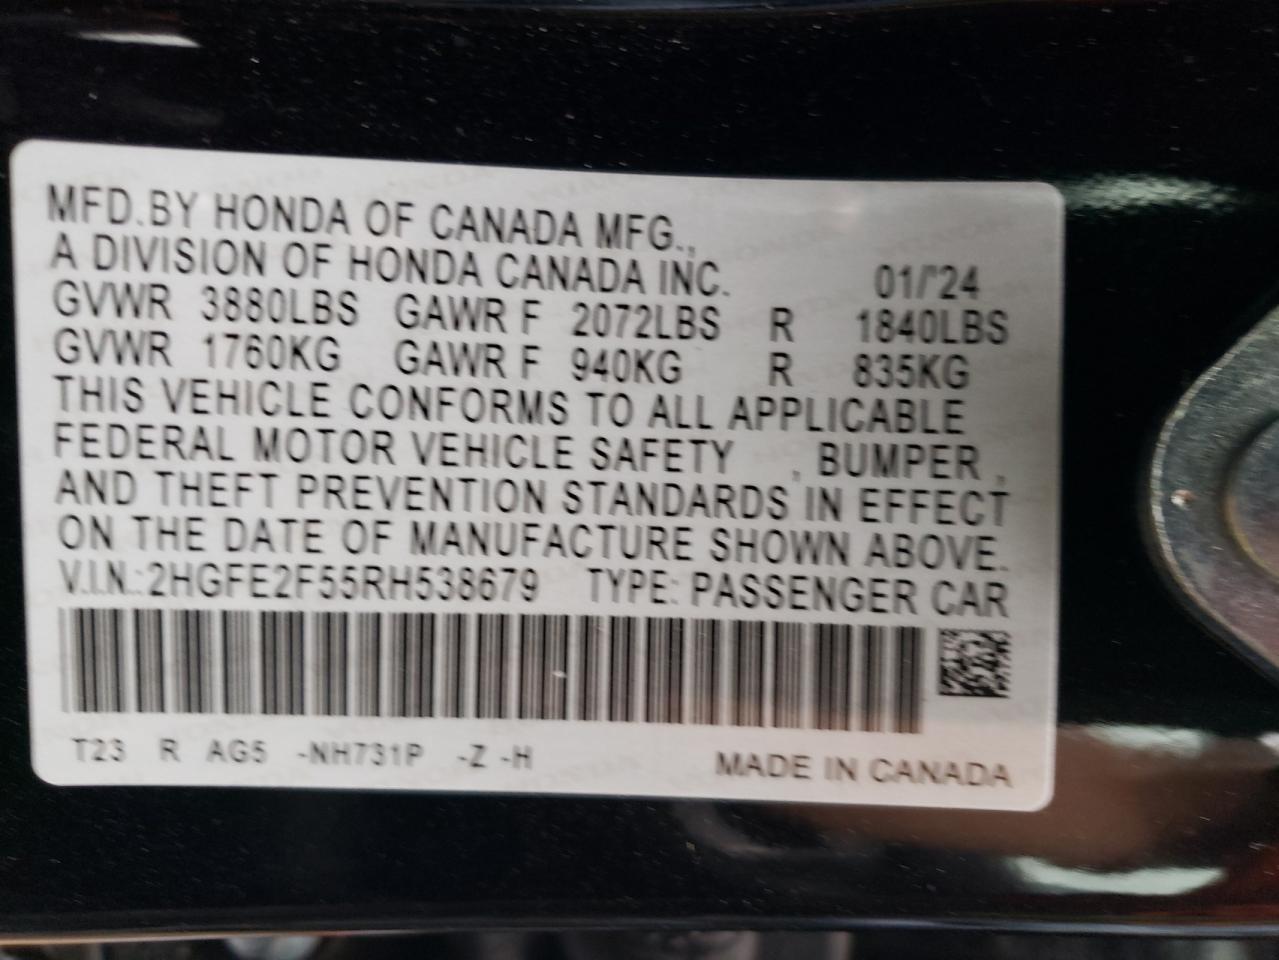 MFD.BY HONDA OF CANADA MFG.,
A DIVISION OF HONDA CANADA INC. 01/'24
GVWR 3880LBS GAWR F 2072LBS R 1840LBS
GVWR 1760KG GAWR F 940KG R 835KG
THIS VEHICLE CONFORMS TO ALL APPLICABLE
FEDERAL MOTOR VEHICLE SAFETY , BUMPER ,
AND THEFT PREVENTION STANDARDS IN EFFECT
ON THE DATE OF MANUFACTURE SHOWN ABOVE.
V.I.N.: 2HGFE2F55RH538679 TYPE: PASSENGER CAR
T23 R AG5 -NH731P -Z -H MADE IN CANADA